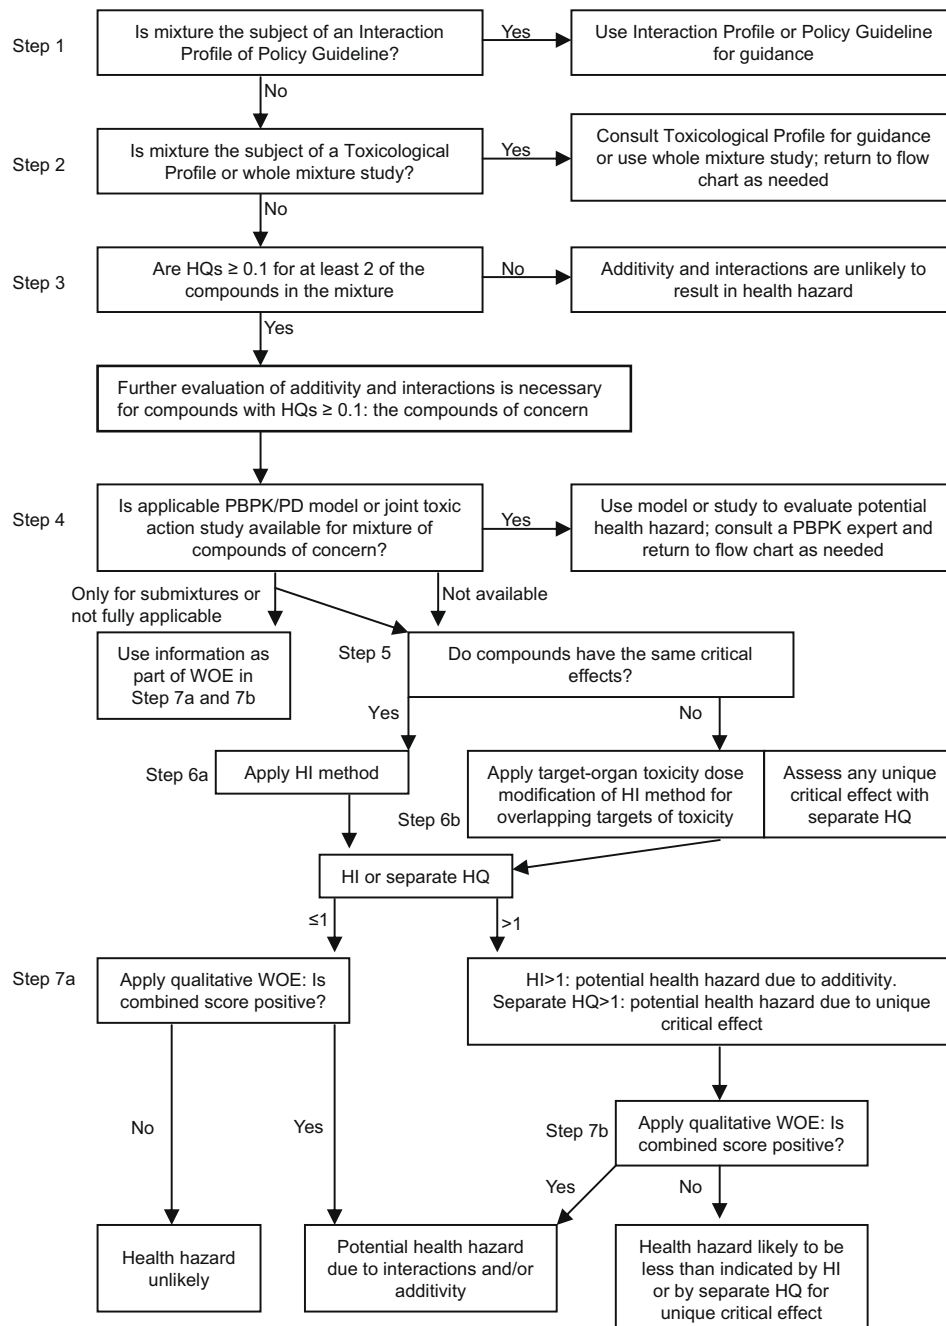 Step 1
Is mixture the subject of an Interaction
Profile of Policy Guideline?
Yes
Use Interaction Profile or Policy Guideline
for guidance
No
Step 2
Is mixture the subject of a Toxicological
Profile or whole mixture study?
Yes
Consult Toxicological Profile for guidance
or use whole mixture study; return to flow
chart as needed
No
Step 3
Are HQs ≥ 0.1 for at least 2 of the
compounds in the mixture
No
Additivity and interactions are unlikely to
result in health hazard
Yes
Further evaluation of additivity and interactions is necessary
for compounds with HQs ≥ 0.1: the compounds of concern
Step 4
Is applicable PBPK/PD model or joint toxic
action study available for mixture of
compounds of concern?
Yes
Use model or study to evaluate potential
health hazard; consult a PBPK expert and
return to flow chart as needed
Only for submixtures or
not fully applicable
Not available
Use information as
part of WOE in
Step 7a and 7b
Step 5
Do compounds have the same critical
effects?
Yes
No
Step 6a
Apply HI method
Step 6b
Apply target-organ toxicity dose
modification of HI method for
overlapping targets of toxicity
Assess any unique
critical effect with
separate HQ
HI or separate HQ
≤1
>1
Step 7a
Apply qualitative WOE: Is
combined score positive?
HI>1: potential health hazard due to additivity.
Separate HQ>1: potential health hazard due to unique
critical effect
No
Yes
Step 7b
Apply qualitative WOE: Is
combined score positive?
Yes
No
Health hazard
unlikely
Potential health hazard
due to interactions and/or
additivity
Health hazard likely to be
less than indicated by HI
or by separate HQ for
unique critical effect